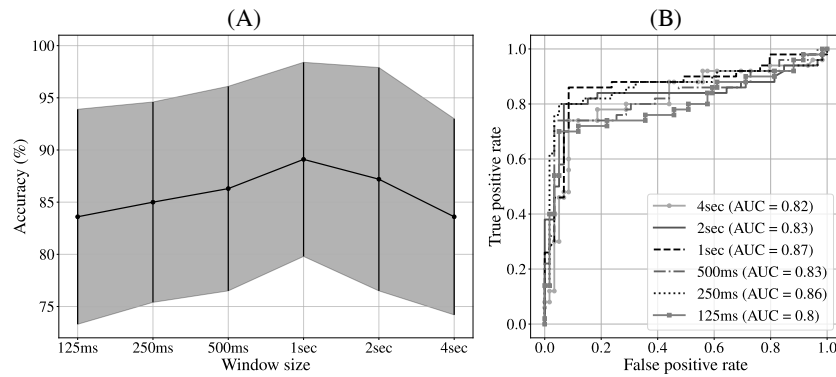 (A)
100
95
90
85
80
75
Accuracy (%)
125ms 250ms 500ms 1sec 2sec 4sec
Window size
(B)
1.0
0.8
0.6
0.4
0.2
0.0
True positive rate
4sec (AUC = 0.82)
2sec (AUC = 0.83)
1sec (AUC = 0.87)
500ms (AUC = 0.83)
250ms (AUC = 0.86)
125ms (AUC = 0.8)
0.0 0.2 0.4 0.6 0.8 1.0
False positive rate